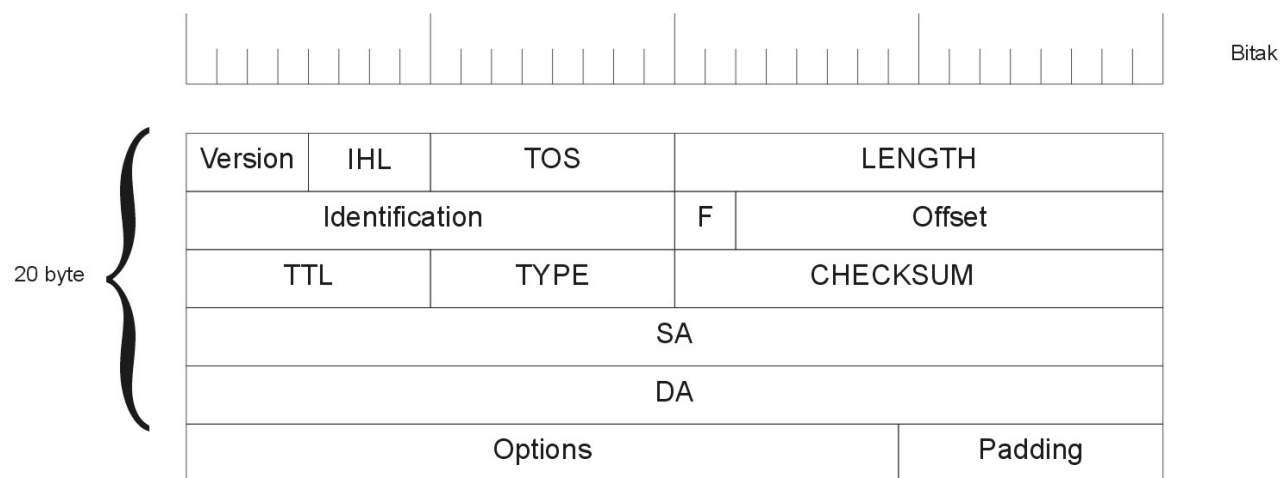 Bitak
Version IHL TOS LENGTH
Identification F Offset
20 byte
TTL TYPE CHECKSUM
SA
DA
Options Padding